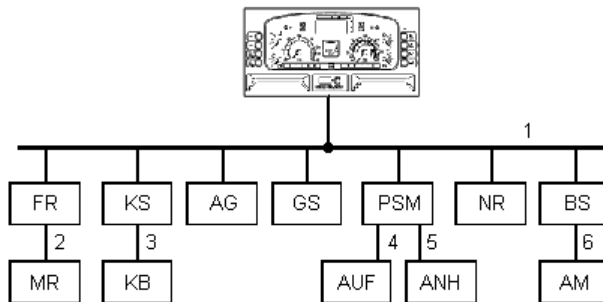 1
FR KS AG GS PSM NR BS
2 3 4 5 6
MR KB AUF ANH AM